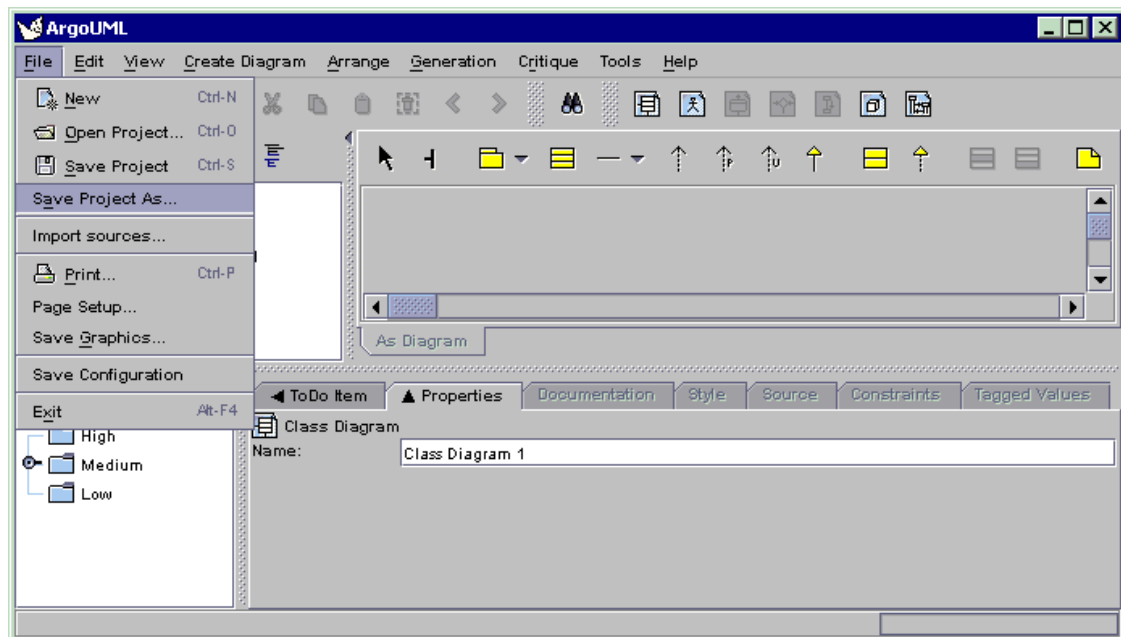 ArgoUML
File Edit View Create Diagram Arrange Generation Critique Tools Help
New Ctrl-N
Open Project... Ctrl-O
Save Project Ctrl-S
Save Project As...
Import sources...
Print... Ctrl-P
Page Setup...
Save Graphics...
Save Configuration
Exit Alt-F4
As Diagram
ToDo Item Properties Documentation Style Source Constraints Tagged Values
Class Diagram
Name: Class Diagram 1
High
Medium
Low